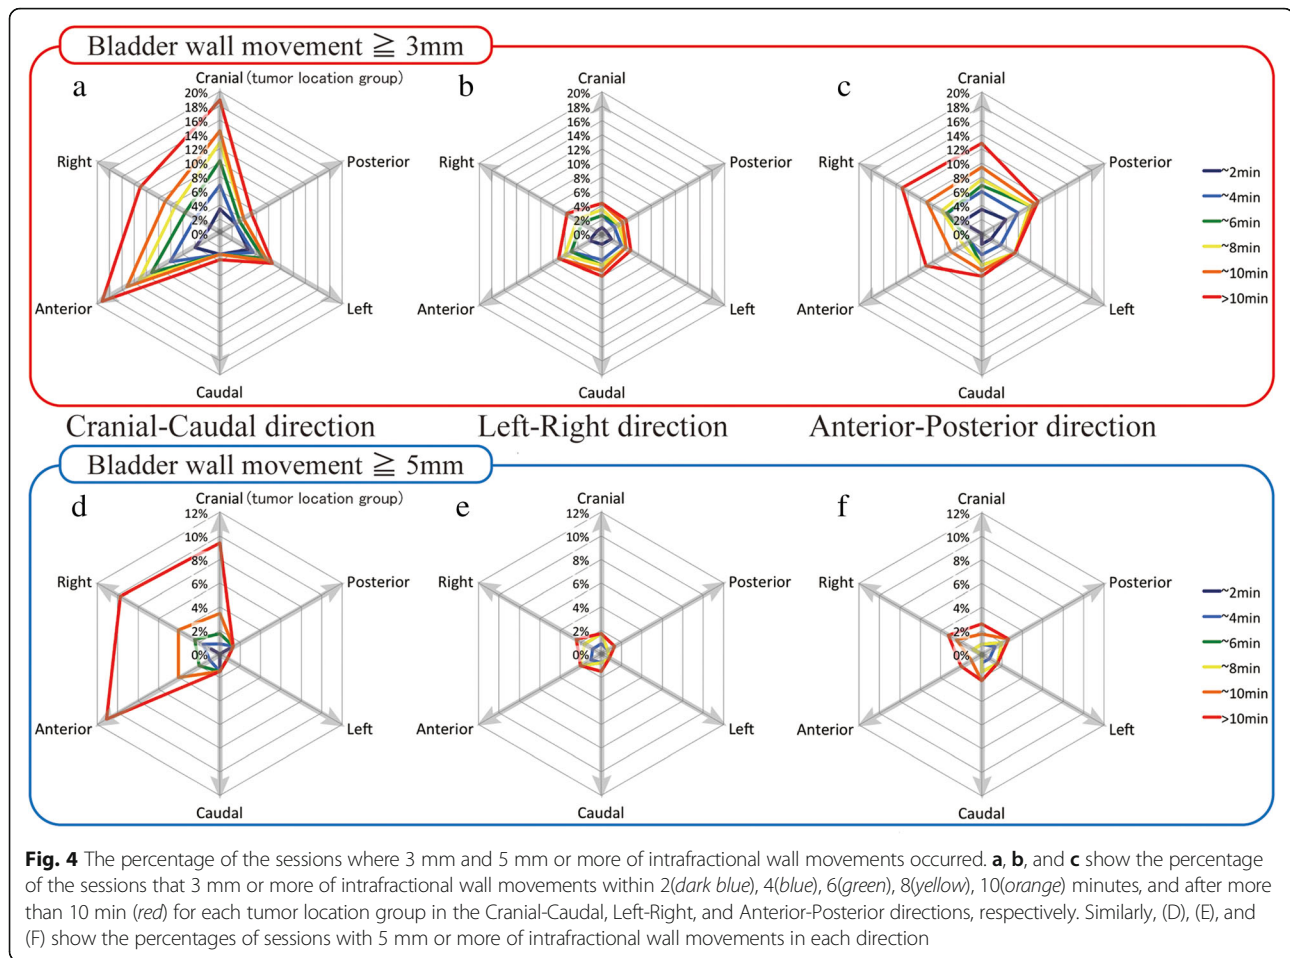 Bladder wall movement ≧ 3mm
a
Cranial (tumor location group)
20%
18%
16%
14%
12%
10%
8%
6%
4%
2%
0%
Right
Posterior
Anterior
Left
Caudal
b
Cranial
20%
18%
16%
14%
12%
10%
8%
6%
4%
2%
0%
Right
Posterior
Anterior
Left
Caudal
c
Cranial
20%
18%
16%
14%
12%
10%
8%
6%
4%
2%
0%
Right
Posterior
Anterior
Left
Caudal
~2min
~4min
~6min
~8min
~10min
>10min
Cranial-Caudal direction
Left-Right direction
Anterior-Posterior direction
Bladder wall movement ≧ 5mm
d
Cranial (tumor location group)
12%
10%
8%
6%
4%
2%
0%
Right
Posterior
Anterior
Left
Caudal
e
Cranial
12%
10%
8%
6%
4%
2%
0%
Right
Posterior
Anterior
Left
Caudal
f
Cranial
12%
10%
8%
6%
4%
2%
0%
Right
Posterior
Anterior
Left
Caudal
~2min
~4min
~6min
~8min
~10min
>10min
Fig. 4 The percentage of the sessions where 3 mm and 5 mm or more of intrafractional wall movements occurred. a, b, and c show the percentage
of the sessions that 3 mm or more of intrafractional wall movements within 2(dark blue), 4(blue), 6(green), 8(yellow), 10(orange) minutes, and after more
than 10 min (red) for each tumor location group in the Cranial-Caudal, Left-Right, and Anterior-Posterior directions, respectively. Similarly, (D), (E), and
(F) show the percentages of sessions with 5 mm or more of intrafractional wall movements in each direction